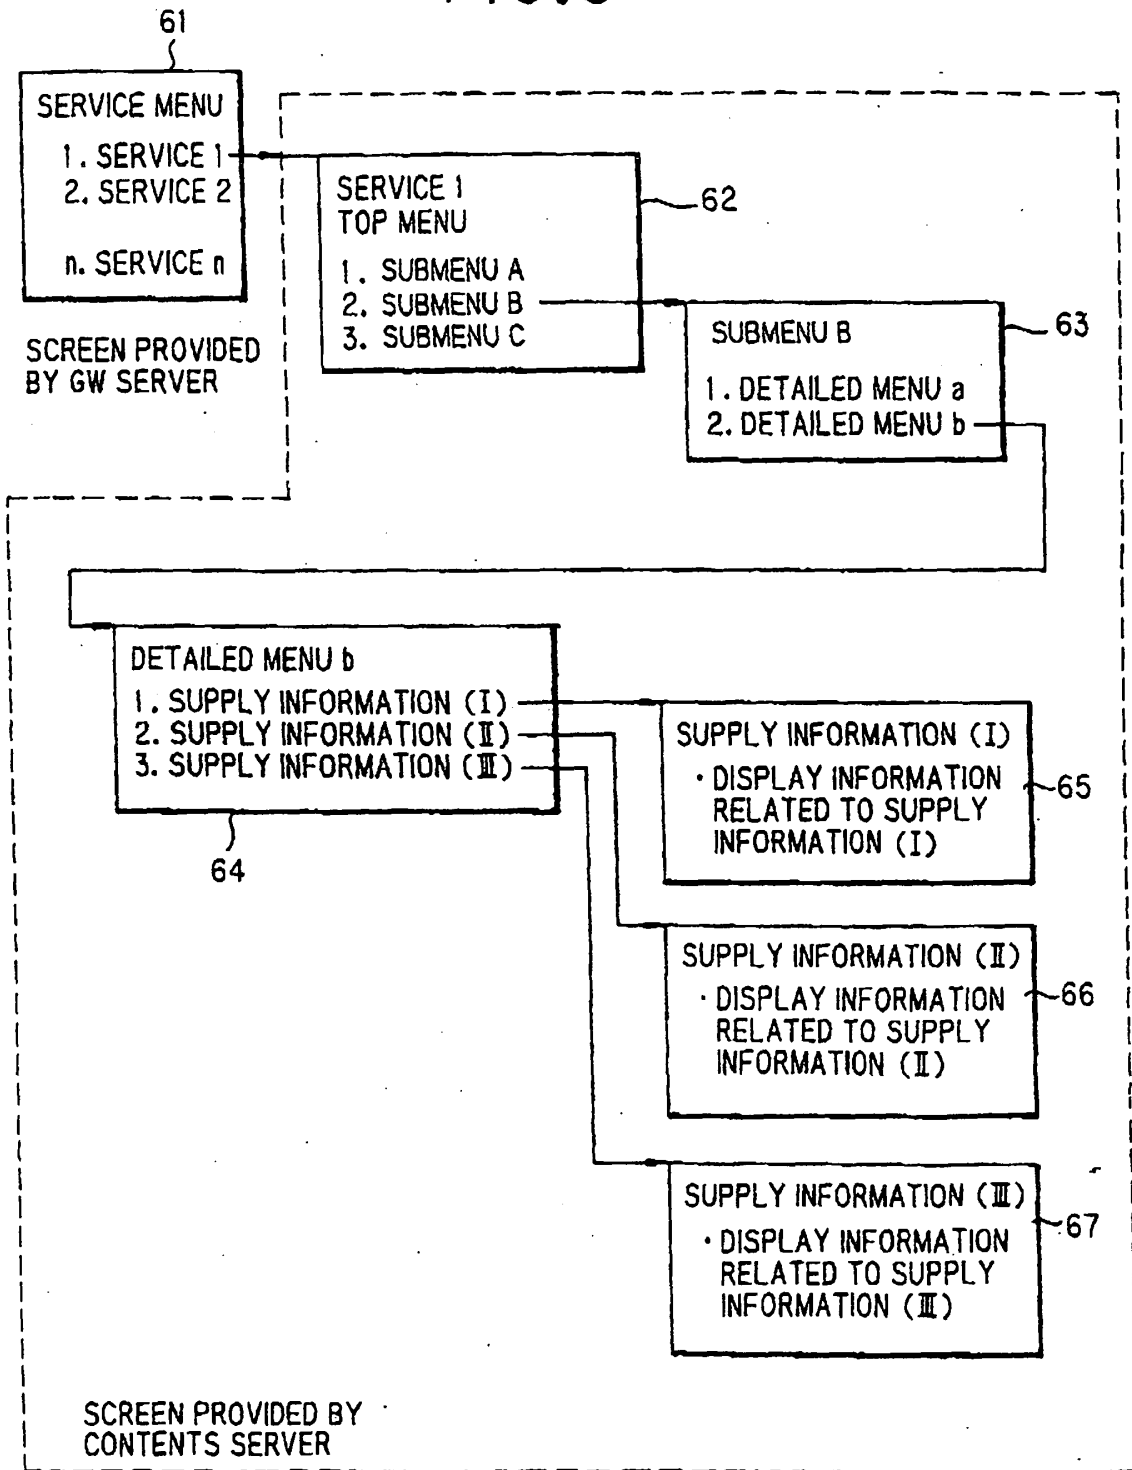 61
SERVICE MENU
1. SERVICE 1
2. SERVICE 2
n. SERVICE n
SCREEN PROVIDED
BY GW SERVER
SERVICE 1
TOP MENU
1. SUBMENU A
2. SUBMENU B
3. SUBMENU C
62
SUBMENU B
1. DETAILED MENU a
2. DETAILED MENU b
63
DETAILED MENU b
1. SUPPLY INFORMATION (I)
2. SUPPLY INFORMATION (II)
3. SUPPLY INFORMATION (III)
64
SUPPLY INFORMATION (I)
· DISPLAY INFORMATION
RELATED TO SUPPLY
INFORMATION (I)
65
SUPPLY INFORMATION (II)
· DISPLAY INFORMATION
RELATED TO SUPPLY
INFORMATION (II)
66
SUPPLY INFORMATION (III)
· DISPLAY INFORMATION
RELATED TO SUPPLY
INFORMATION (III)
67
SCREEN PROVIDED BY
CONTENTS SERVER